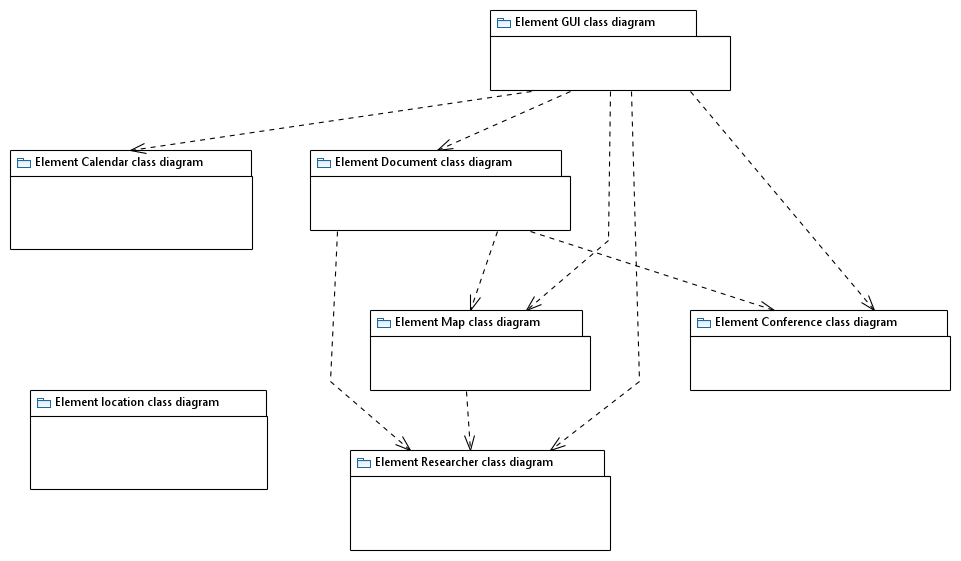 Element GUI class diagram
Element Calendar class diagram
Element Document class diagram
Element Map class diagram
Element Conference class diagram
Element location class diagram
Element Researcher class diagram